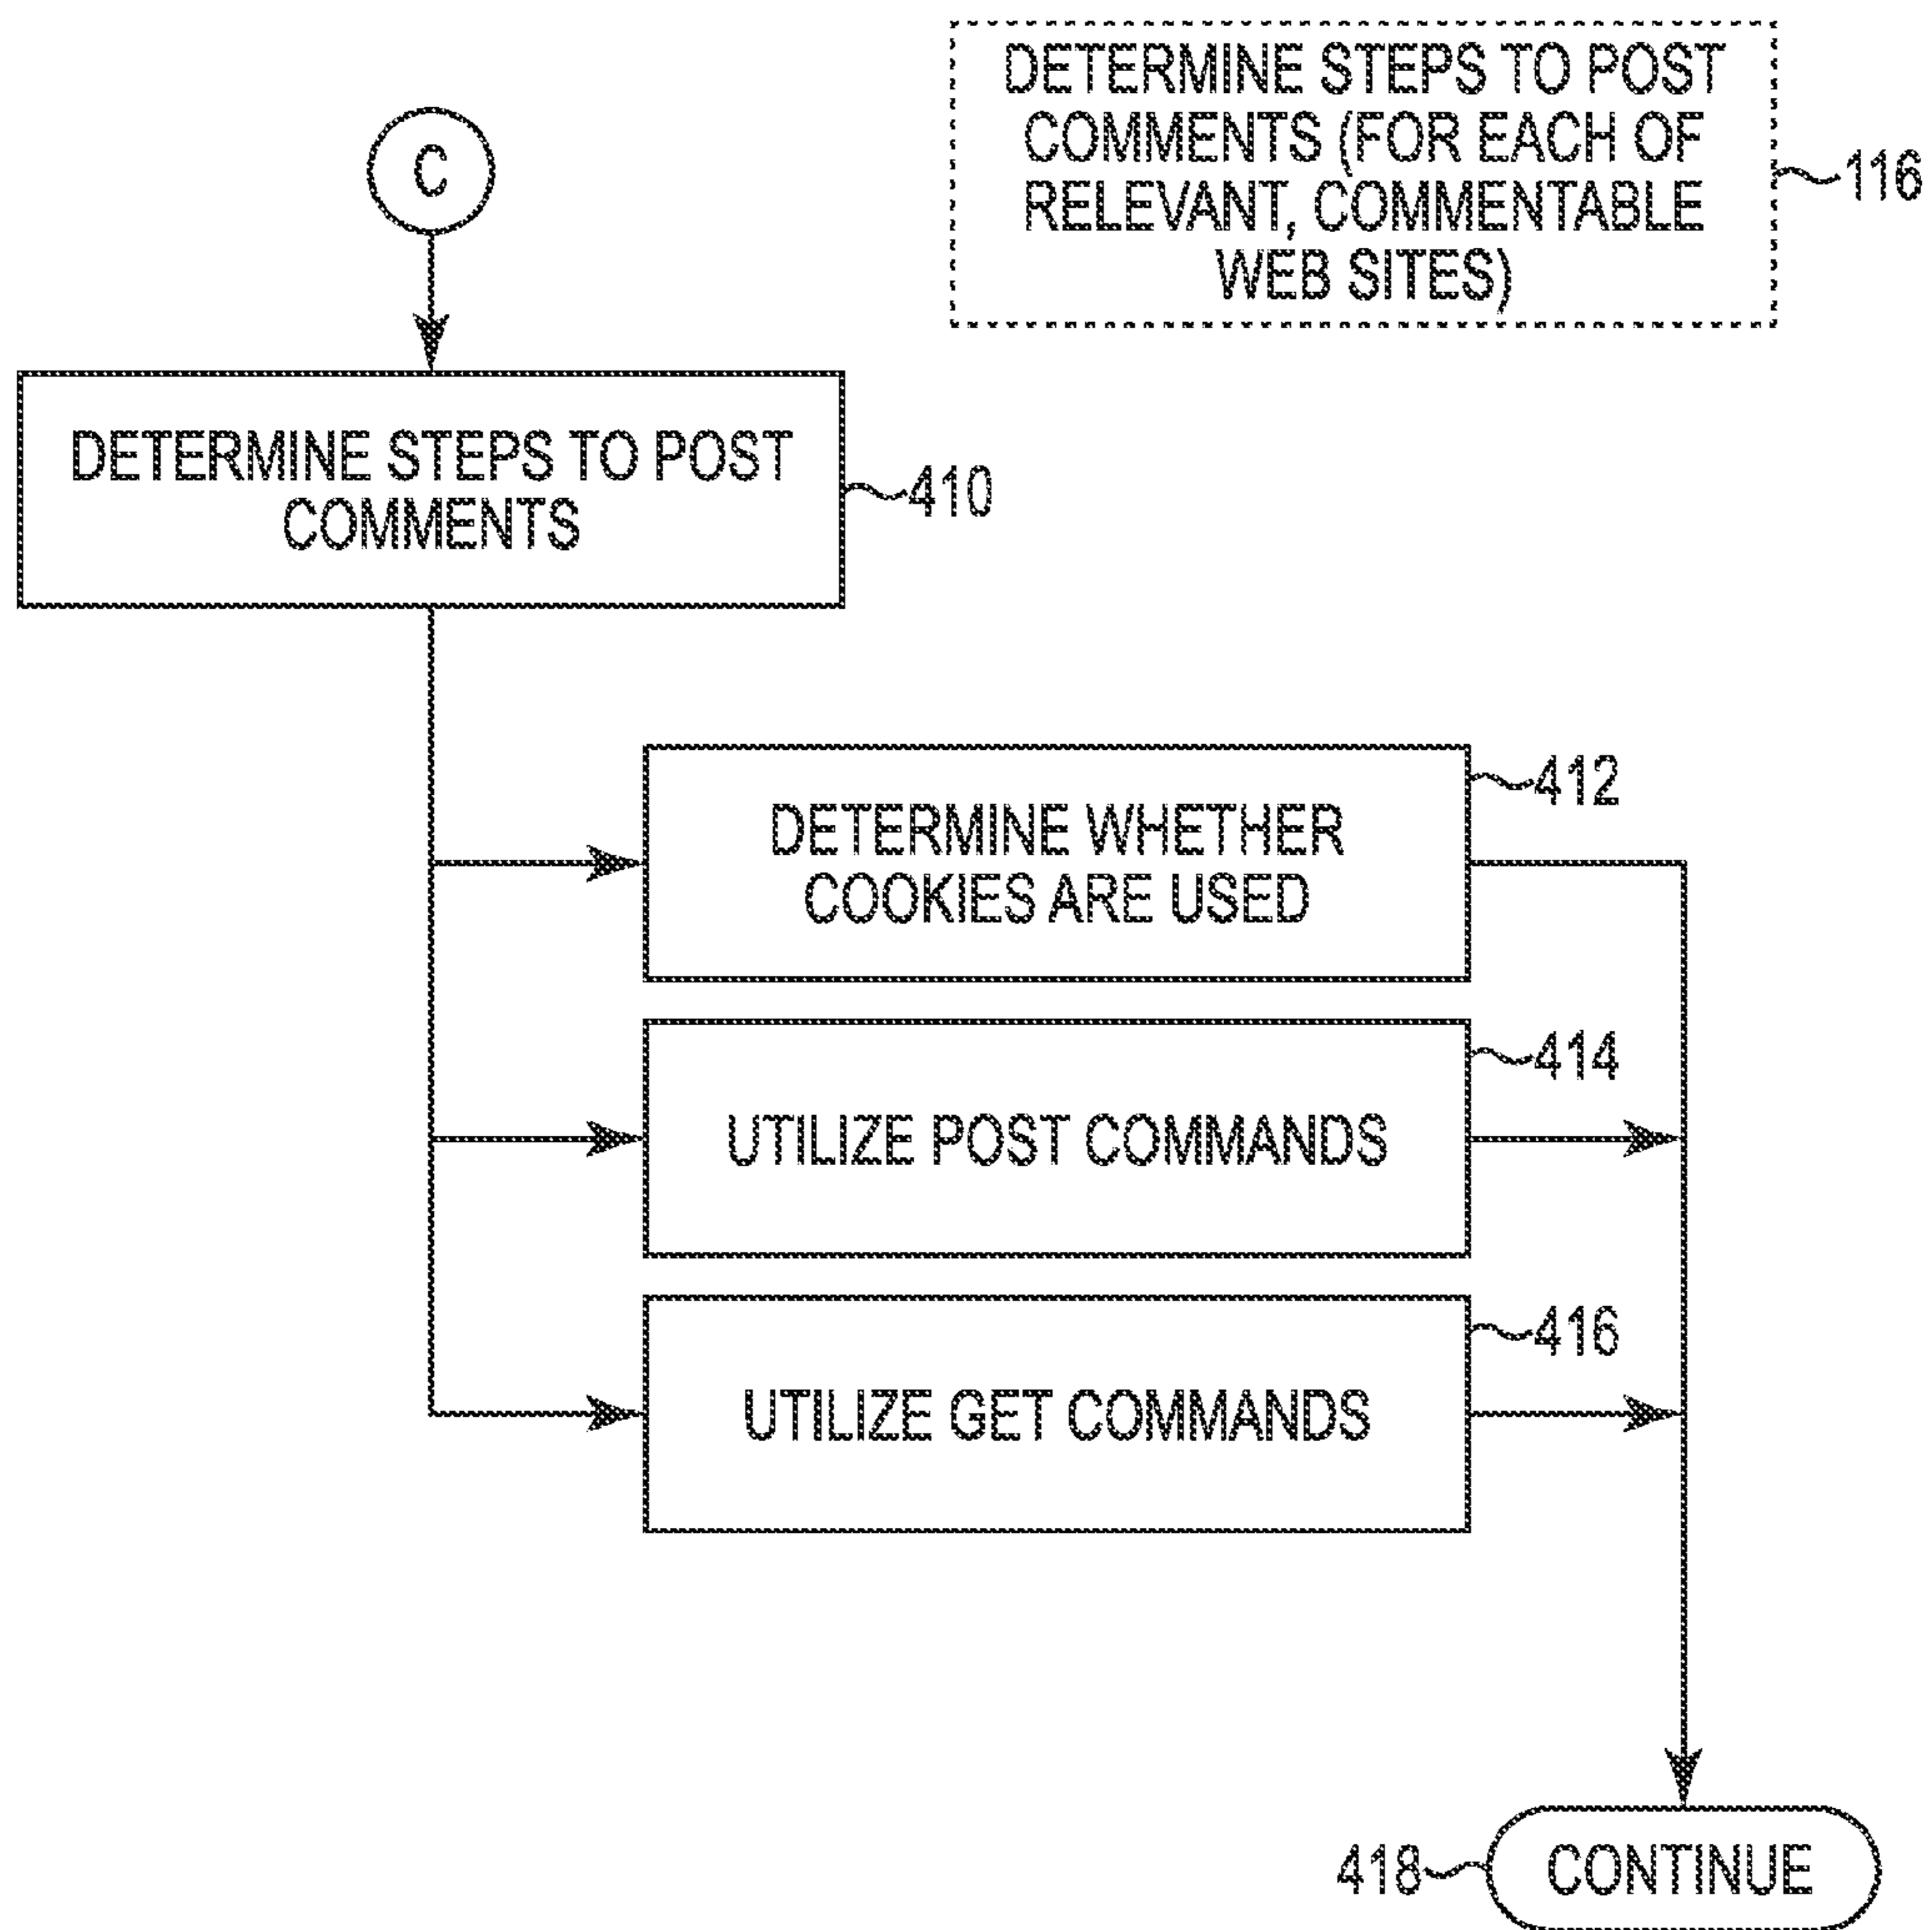 DETERMINE STEPS TO POST
COMMENTS (FOR EACH OF
RELEVANT, COMMENTABLE
WEB SITES)
116
C
DETERMINE STEPS TO POST
COMMENTS
410
DETERMINE WHETHER
COOKIES ARE USED
412
UTILIZE POST COMMANDS
414
UTILIZE GET COMMANDS
416
418
CONTINUE